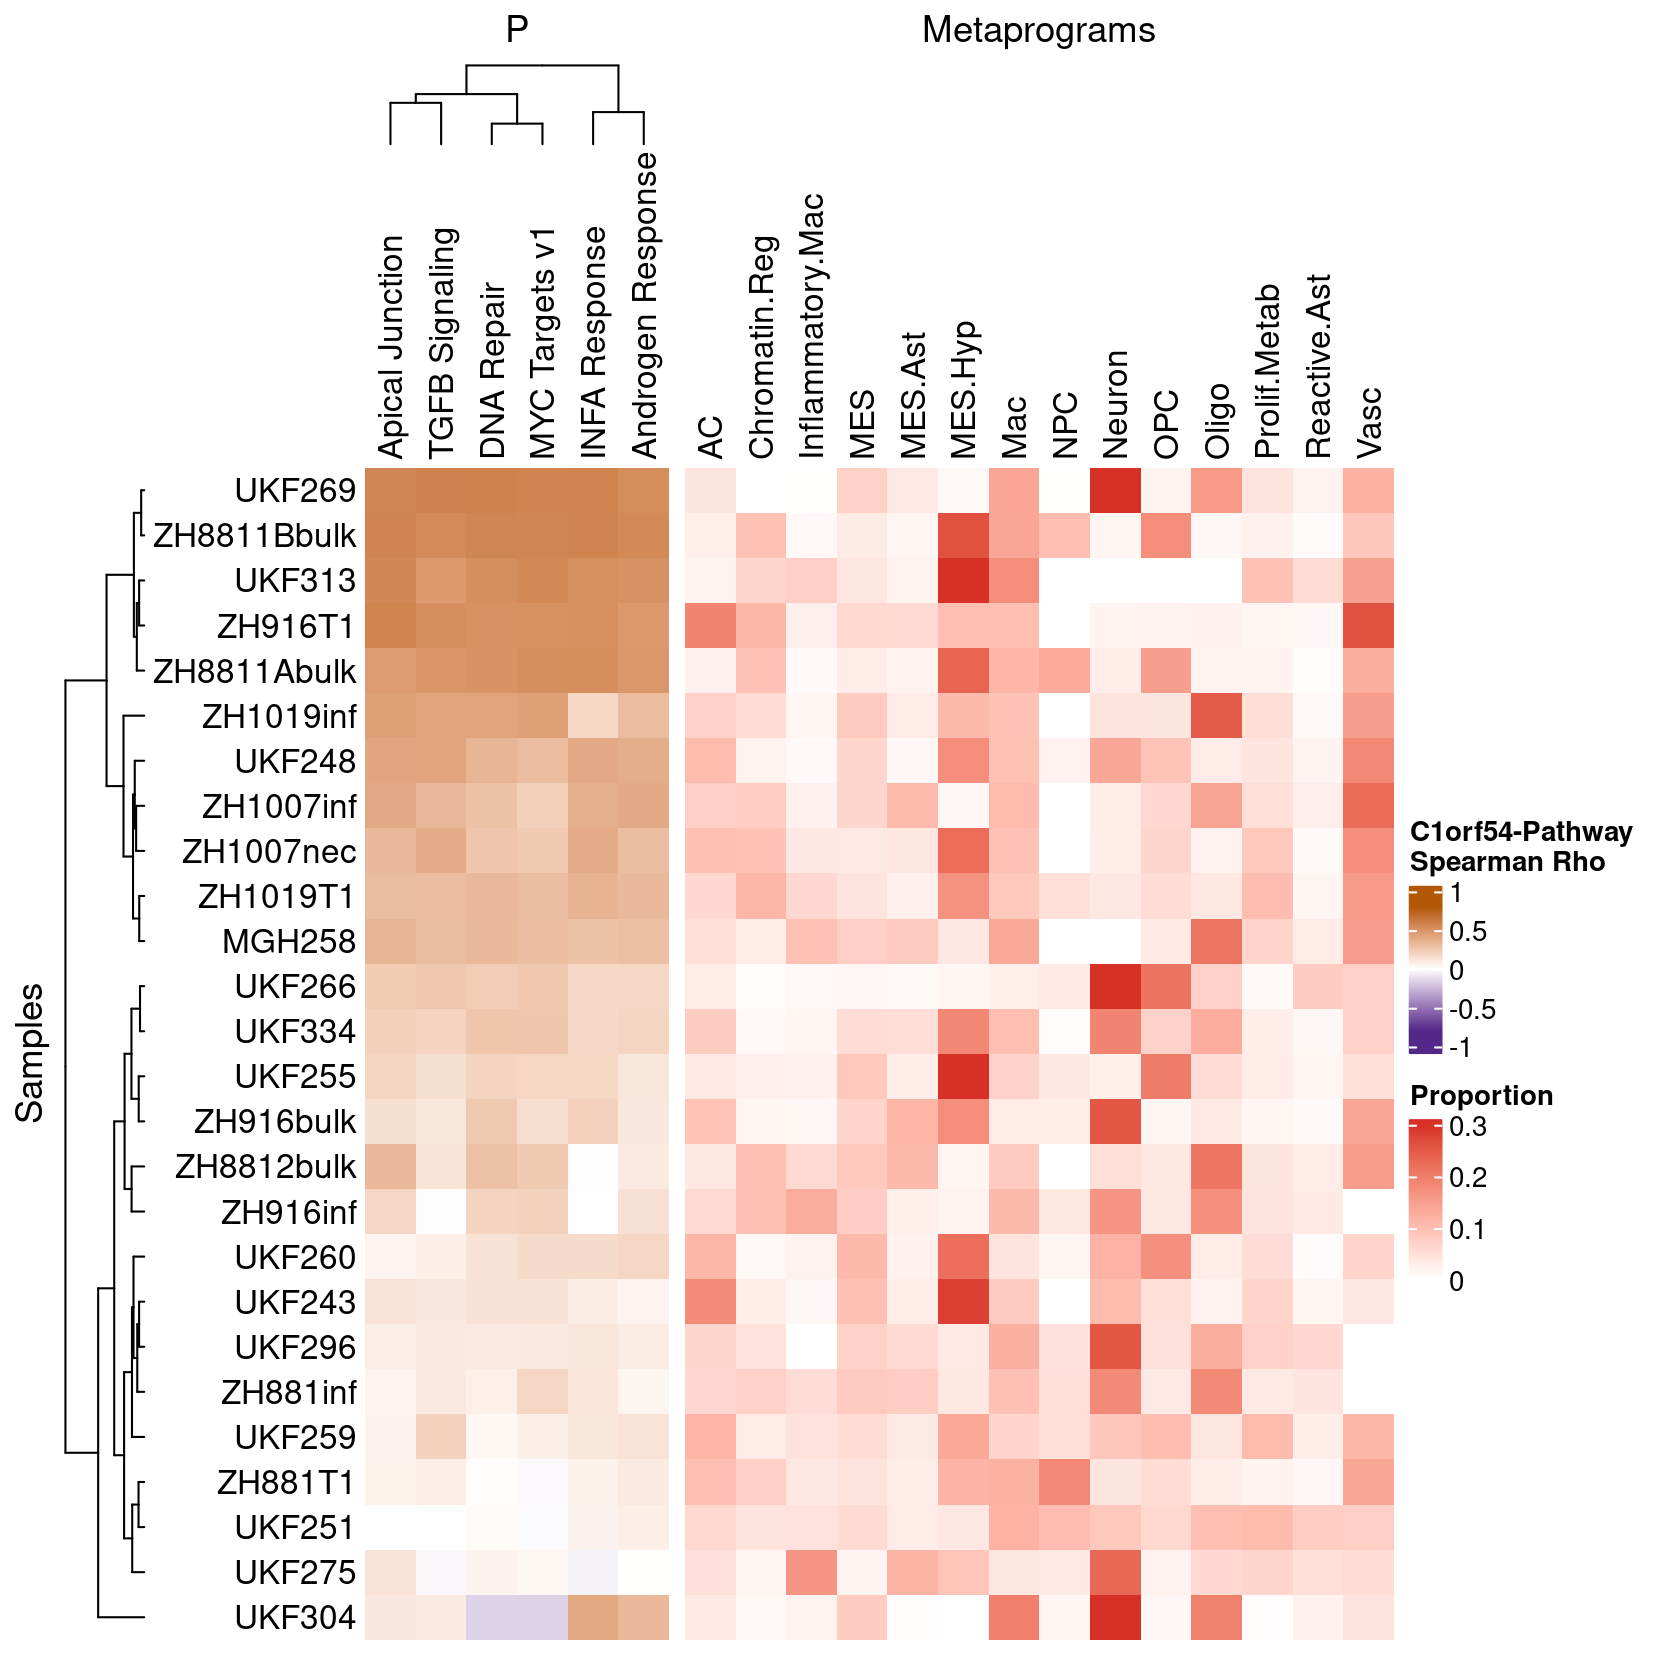 P
Metaprograms
Apical Junction
TGFB Signaling
DNA Repair
MYC Targets v1
INFA Response
Androgen Response
AC
Chromatin.Reg
Inflammatory.Mac
MES
MES.Ast
MES.Hyp
Mac
NPC
Neuron
OPC
Oligo
Prolif.Metab
Reactive.Ast
Vasc
Samples
UKF269
ZH8811Bbulk
UKF313
ZH916T1
ZH8811Abulk
ZH1019inf
UKF248
ZH1007inf
ZH1007nec
ZH1019T1
MGH258
UKF266
UKF334
UKF255
ZH916bulk
ZH8812bulk
ZH916inf
UKF260
UKF243
UKF296
ZH881inf
UKF259
ZH881T1
UKF251
UKF275
UKF304
C1orf54-Pathway
Spearman Rho
1
0.5
0
-0.5
-1
Proportion
0.3
0.2
0.1
0